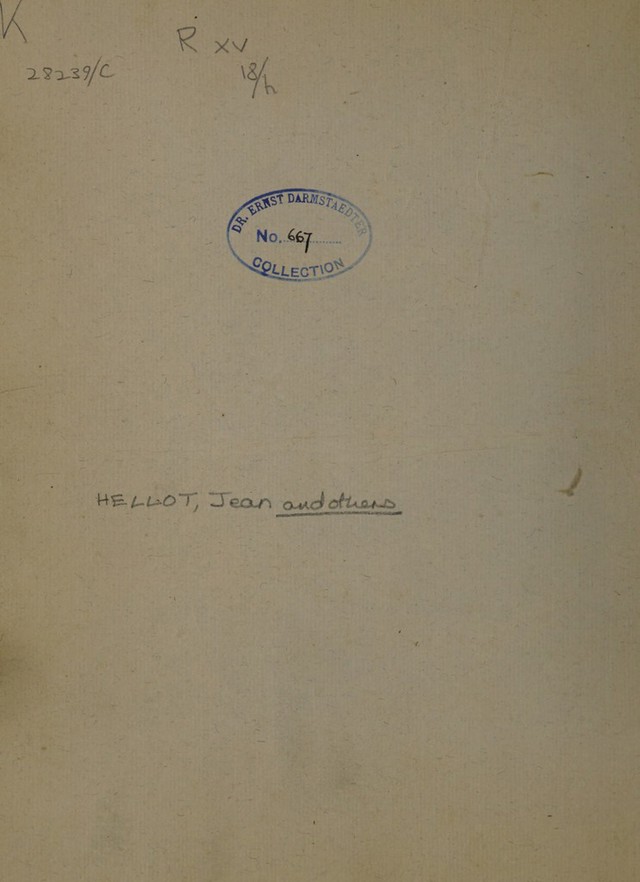 K
R xv
28239/C
18/h
DR. ERNST DARMSTAEDTER
No. 667
COLLECTION
HELLOT, Jean and others